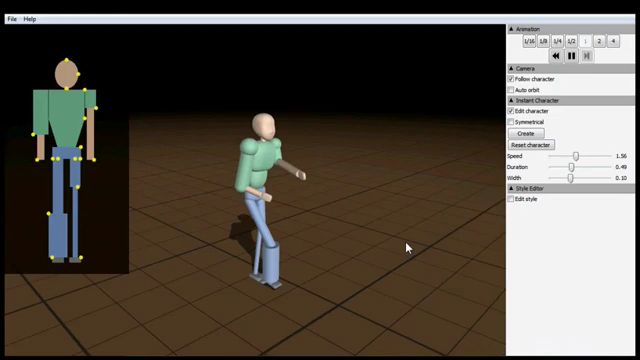 File Help
Animation
1/16 1/8 1/4 1/2 1 2 4
Camera
Follow character
Auto orbit
Instant Character
Edit character
Symmetrical
Create
Reset character
Speed 1.56
Duration 0.49
Width 0.10
Style Editor
Edit style